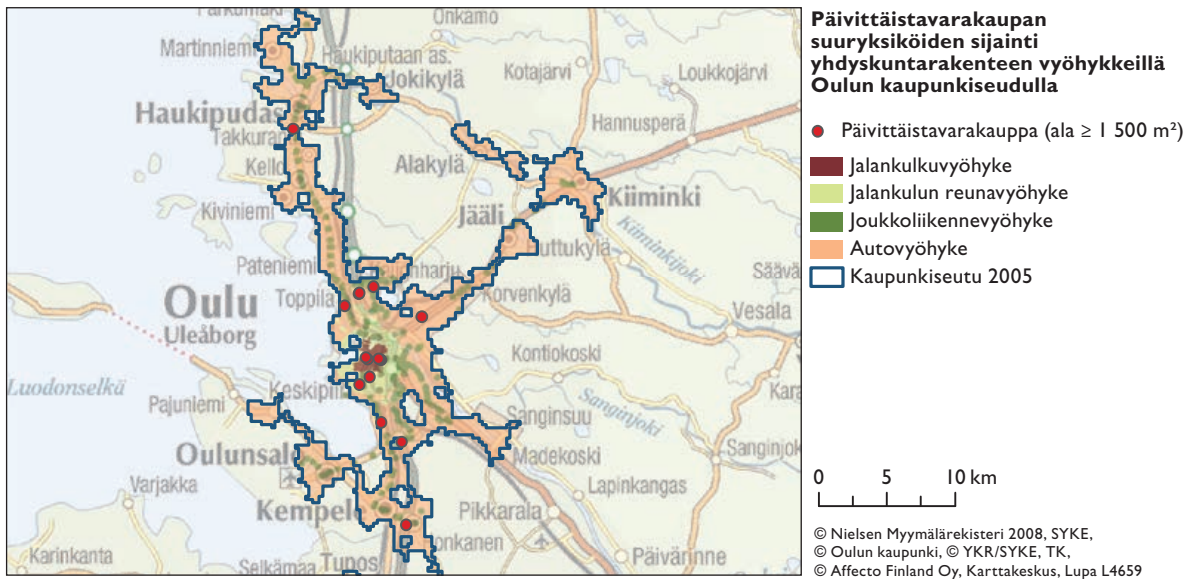 Martinniemi
Onkamo
Haukiputaan as.
Jokikylä
Kotajärvi
Loukkojärvi
Haukipudas
Takkuran
Hannusperä
Kello
Alakylä
Kiviniemi
Kiiminki
Jääli
Kiiminkijoki
Pateniemi
Toppila
Korvenkylä
Oulu
Uleåborg
Vesala
Kontiokoski
Luodonselkä
Pajuniemi
Sanginjoki
Sanginsuu
Oulunsalo
Madekoski
Varjakka
Lapinkangas
Kempele
Pikkarala
Karinkanta
Selkämaa
Päivärinne
Päivittäistavarakaupan
suuryksiköiden sijainti
yhdyskuntarakenteen vyöhykkeillä
Oulun kaupunkiseudulla
Päivittäistavarakauppa (ala ≥ 1 500 m²)
Jalankulkuvyöhyke
Jalankulun reunavyöhyke
Joukkoliikennevyöhyke
Autovyöhyke
Kaupunkiseutu 2005
0 5 10 km
© Nielsen Myymälärekisteri 2008, SYKE,
© Oulun kaupunki, © YKR/SYKE, TK,
© Affecto Finland Oy, Karttakeskus, Lupa L4659